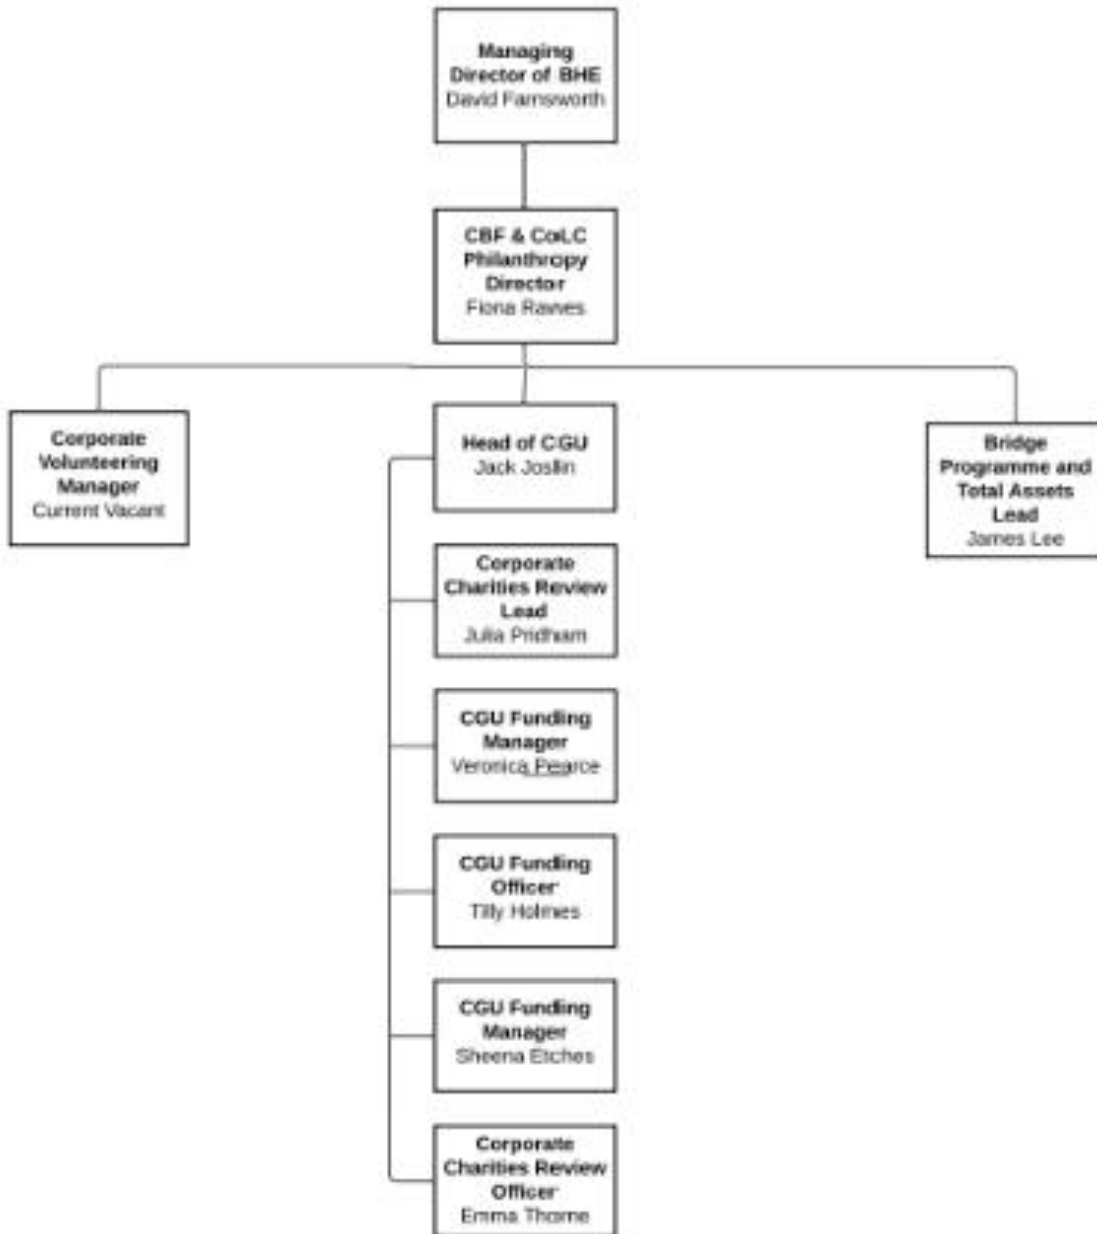 Managing
Director of BHE
David Farnsworth
CBF & CoLC
Philanthropy
Director
Fiona Rawes
Corporate
Volunteering
Manager
Current Vacant
Head of CGU
Jack Joslin
Bridge
Programme and
Total Assets
Lead
James Lee
Corporate
Charities Review
Lead
Julia Pridham
CGU Funding
Manager
Veronica Pearce
CGU Funding
Officer
Tilly Holmes
CGU Funding
Manager
Sheena Etches
Corporate
Charities Review
Officer
Emma Thorne